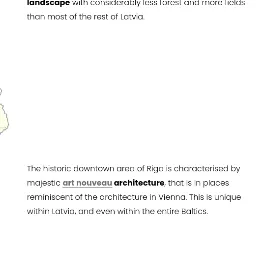 landscape with considerably less forest and more fields
than most of the rest of Latvia.
The historic downtown area of Riga is characterised by
majestic art nouveau architecture, that is in places
reminiscent of the architecture in Vienna. This is unique
within Latvia, and even within the entire Baltics.